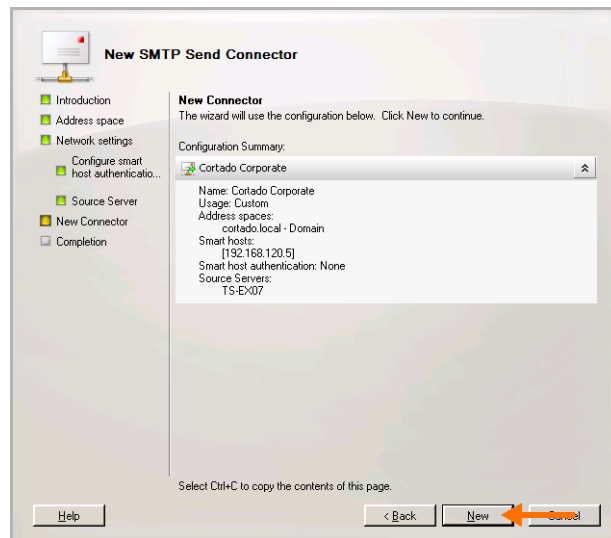 New SMTP Send Connector
Introduction
Address space
Network settings
Configure smart
host authenticatio...
Source Server
New Connector
Completion
New Connector
The wizard will use the configuration below. Click New to continue.
Configuration Summary:
Cortado Corporate
Name: Cortado Corporate
Usage: Custom
Address spaces:
cortado.local - Domain
Smart hosts:
[192.168.120.5]
Smart host authentication: None
Source Servers:
TS-EX07
Select Ctrl+C to copy the contents of this page.
Help
< Back
New
Cancel